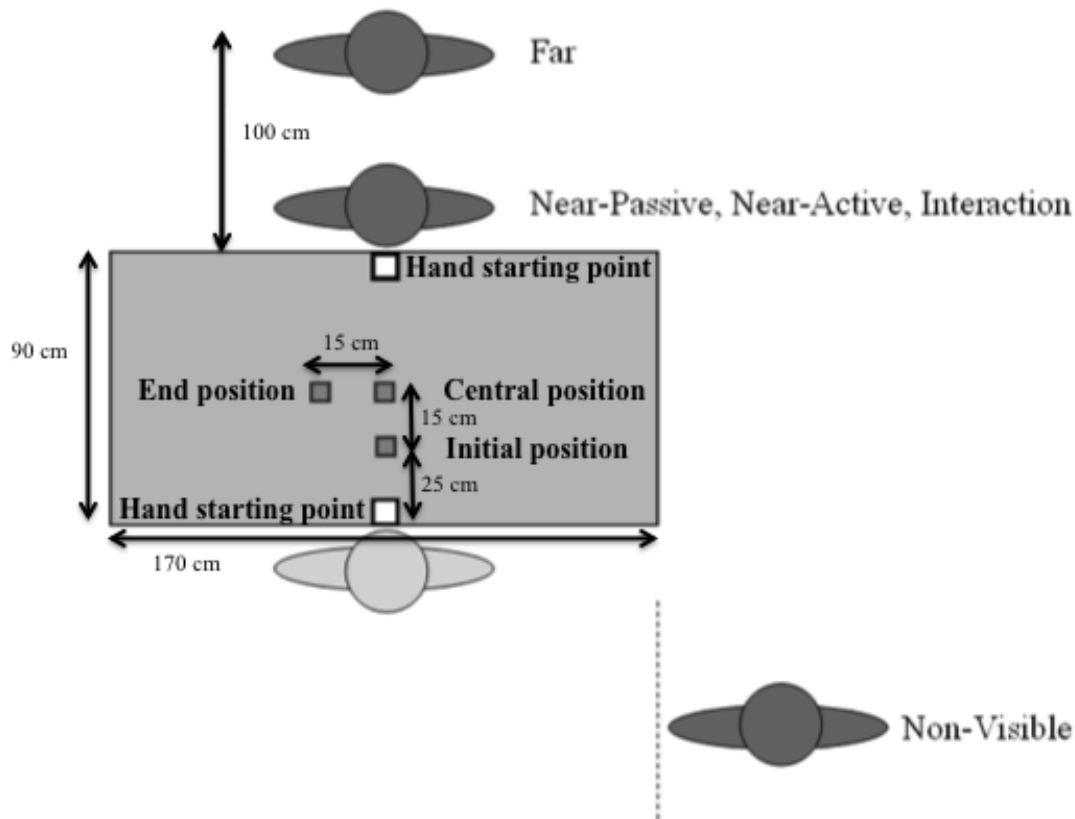 Far
100 cm
Near-Passive, Near-Active, Interaction
Hand starting point
90 cm
15 cm
End position
Central position
15 cm
Initial position
25 cm
Hand starting point
170 cm
Non-Visible